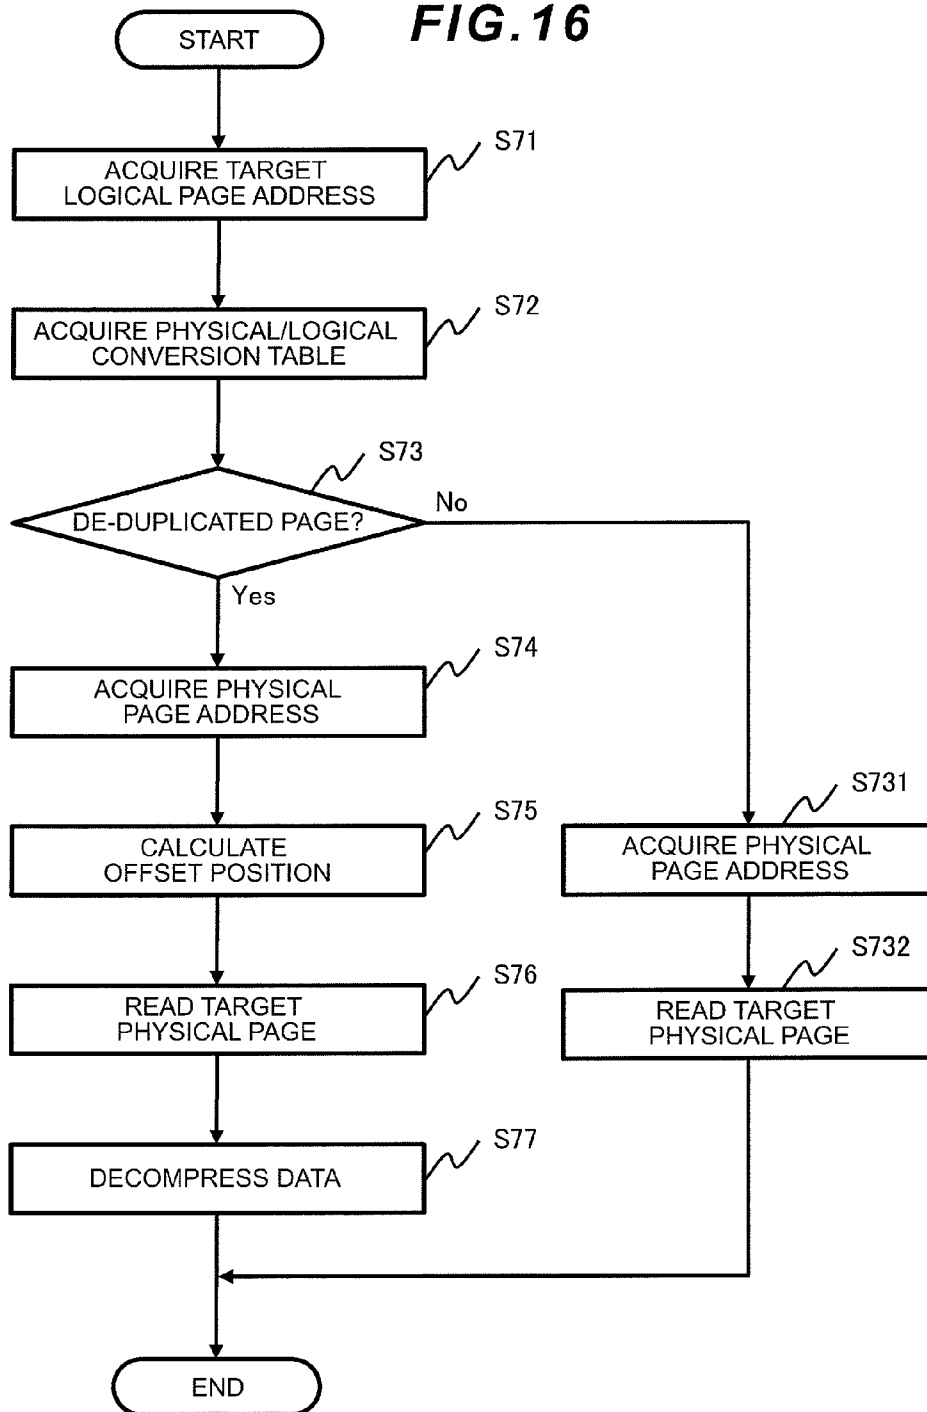 FIG.16
START
S71
ACQUIRE TARGET
LOGICAL PAGE ADDRESS
S72
ACQUIRE PHYSICAL/LOGICAL
CONVERSION TABLE
S73
DE-DUPLICATED PAGE?
No
Yes
S74
ACQUIRE PHYSICAL
PAGE ADDRESS
S75
CALCULATE
OFFSET POSITION
S731
ACQUIRE PHYSICAL
PAGE ADDRESS
S76
READ TARGET
PHYSICAL PAGE
S732
READ TARGET
PHYSICAL PAGE
S77
DECOMPRESS DATA
END